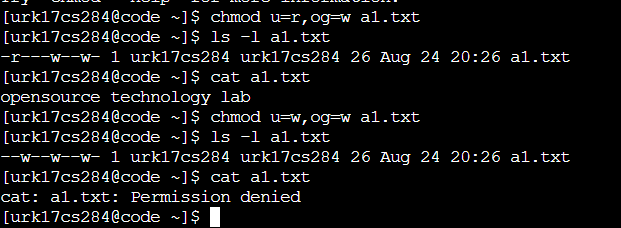 [urk17cs284@code ~]$ chmod u=r,og=w a1.txt
[urk17cs284@code ~]$ ls -l a1.txt
-r---w--w- 1 urk17cs284 urk17cs284 26 Aug 24 20:26 a1.txt
[urk17cs284@code ~]$ cat a1.txt
opensource technology lab
[urk17cs284@code ~]$ chmod u=w,og=w a1.txt
[urk17cs284@code ~]$ ls -l a1.txt
--w--w--w- 1 urk17cs284 urk17cs284 26 Aug 24 20:26 a1.txt
[urk17cs284@code ~]$ cat a1.txt
cat: a1.txt: Permission denied
[urk17cs284@code ~]$